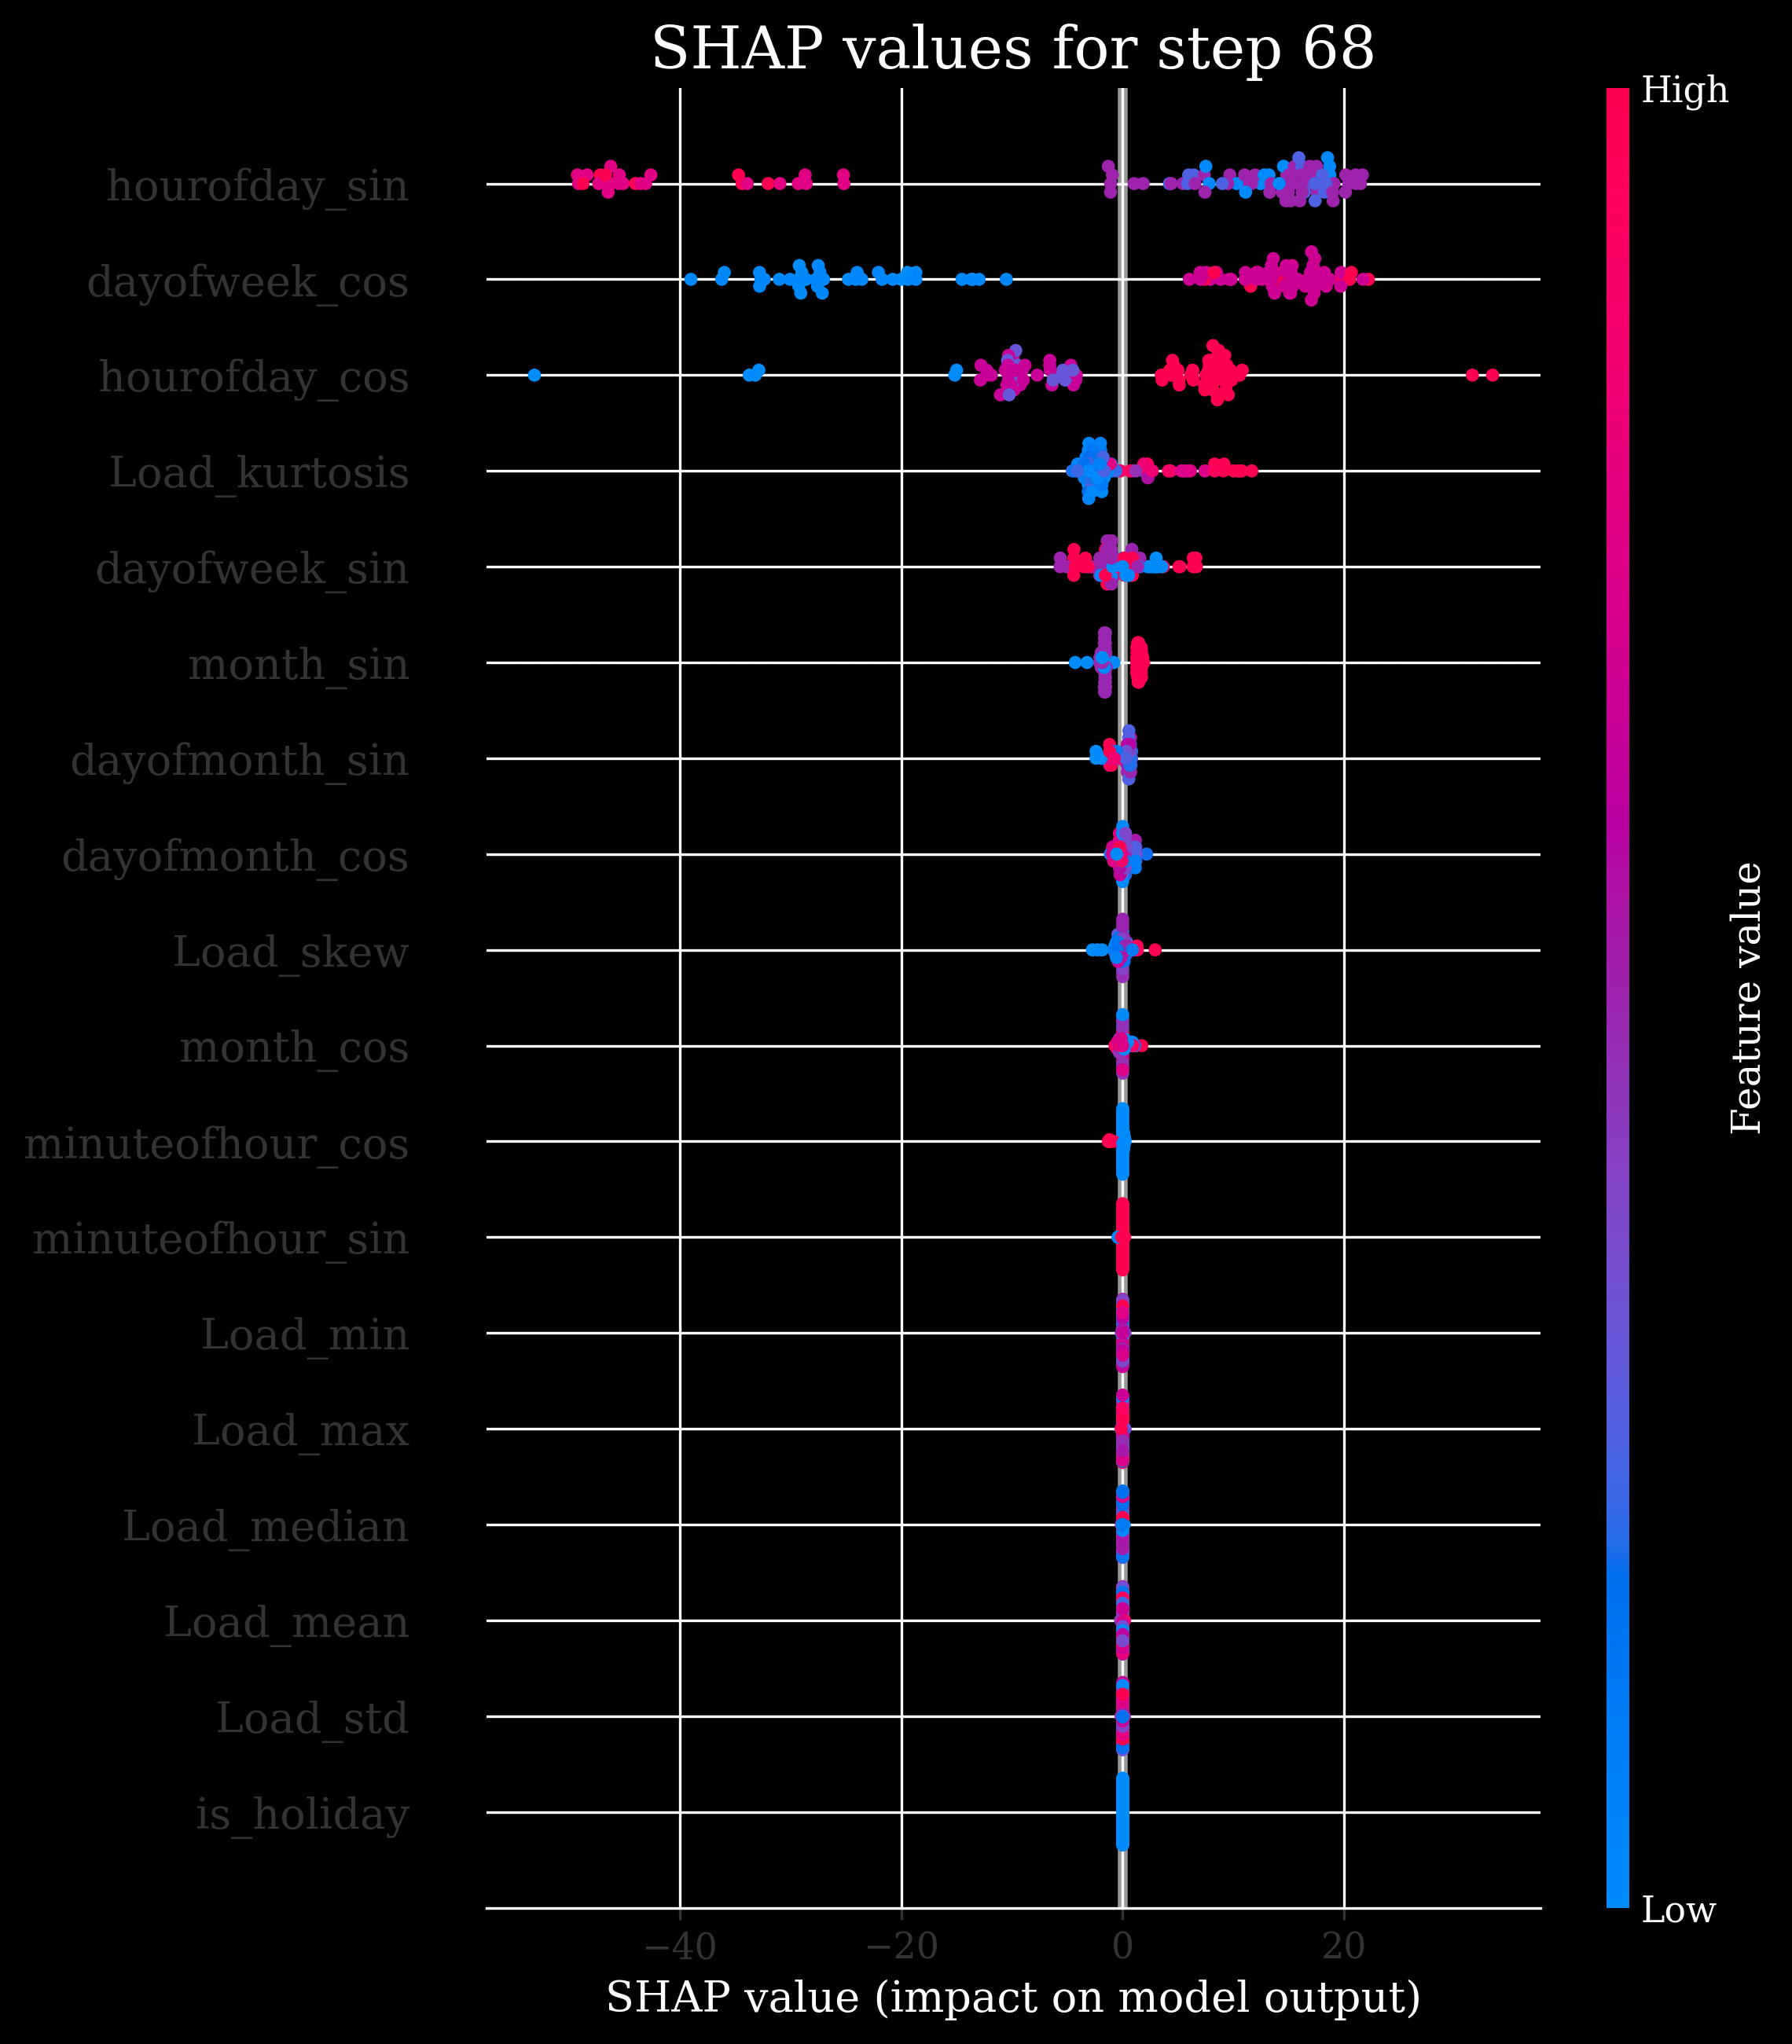 SHAP values for step 68
High
hourofday_sin
dayofweek_cos
hourofday_cos
Load_kurtosis
dayofweek_sin
month_sin
dayofmonth_sin
dayofmonth_cos
Load_skew
month_cos
minuteofhour_cos
minuteofhour_sin
Load_min
Load_max
Load_median
Load_mean
Load_std
is_holiday
Feature value
Low
−40 −20 0 20
SHAP value (impact on model output)